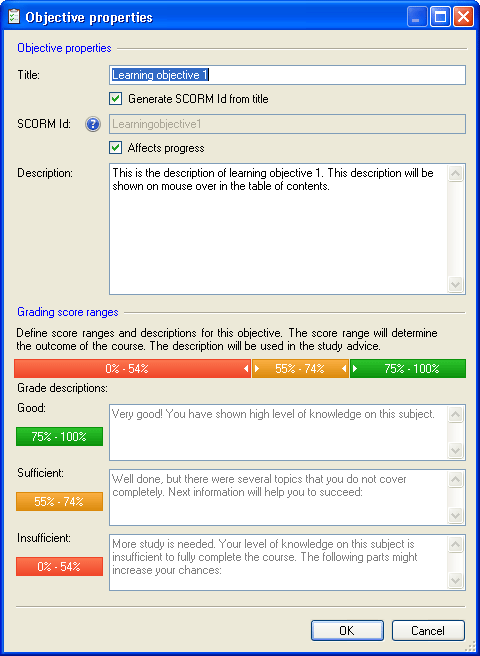 Objective properties
Objective properties
Title:
Learning objective 1
Generate SCORM Id from title
SCORM Id:
?
Learningobjective1
Affects progress
Description:
This is the description of learning objective 1. This description will be
shown on mouse over in the table of contents.
Grading score ranges
Define score ranges and descriptions for this objective. The score range will determine
the outcome of the course. The description will be used in the study advice.
0% - 54%
55% - 74%
75% - 100%
Grade descriptions:
Good:
75% - 100%
Very good! You have shown high level of knowledge on this subject.
Sufficient:
55% - 74%
Well done, but there were several topics that you do not cover
completely. Next information will help you to succeed:
Insufficient:
0% - 54%
More study is needed. Your level of knowledge on this subject is
insufficient to fully complete the course. The following parts might
increase your chances:
OK
Cancel